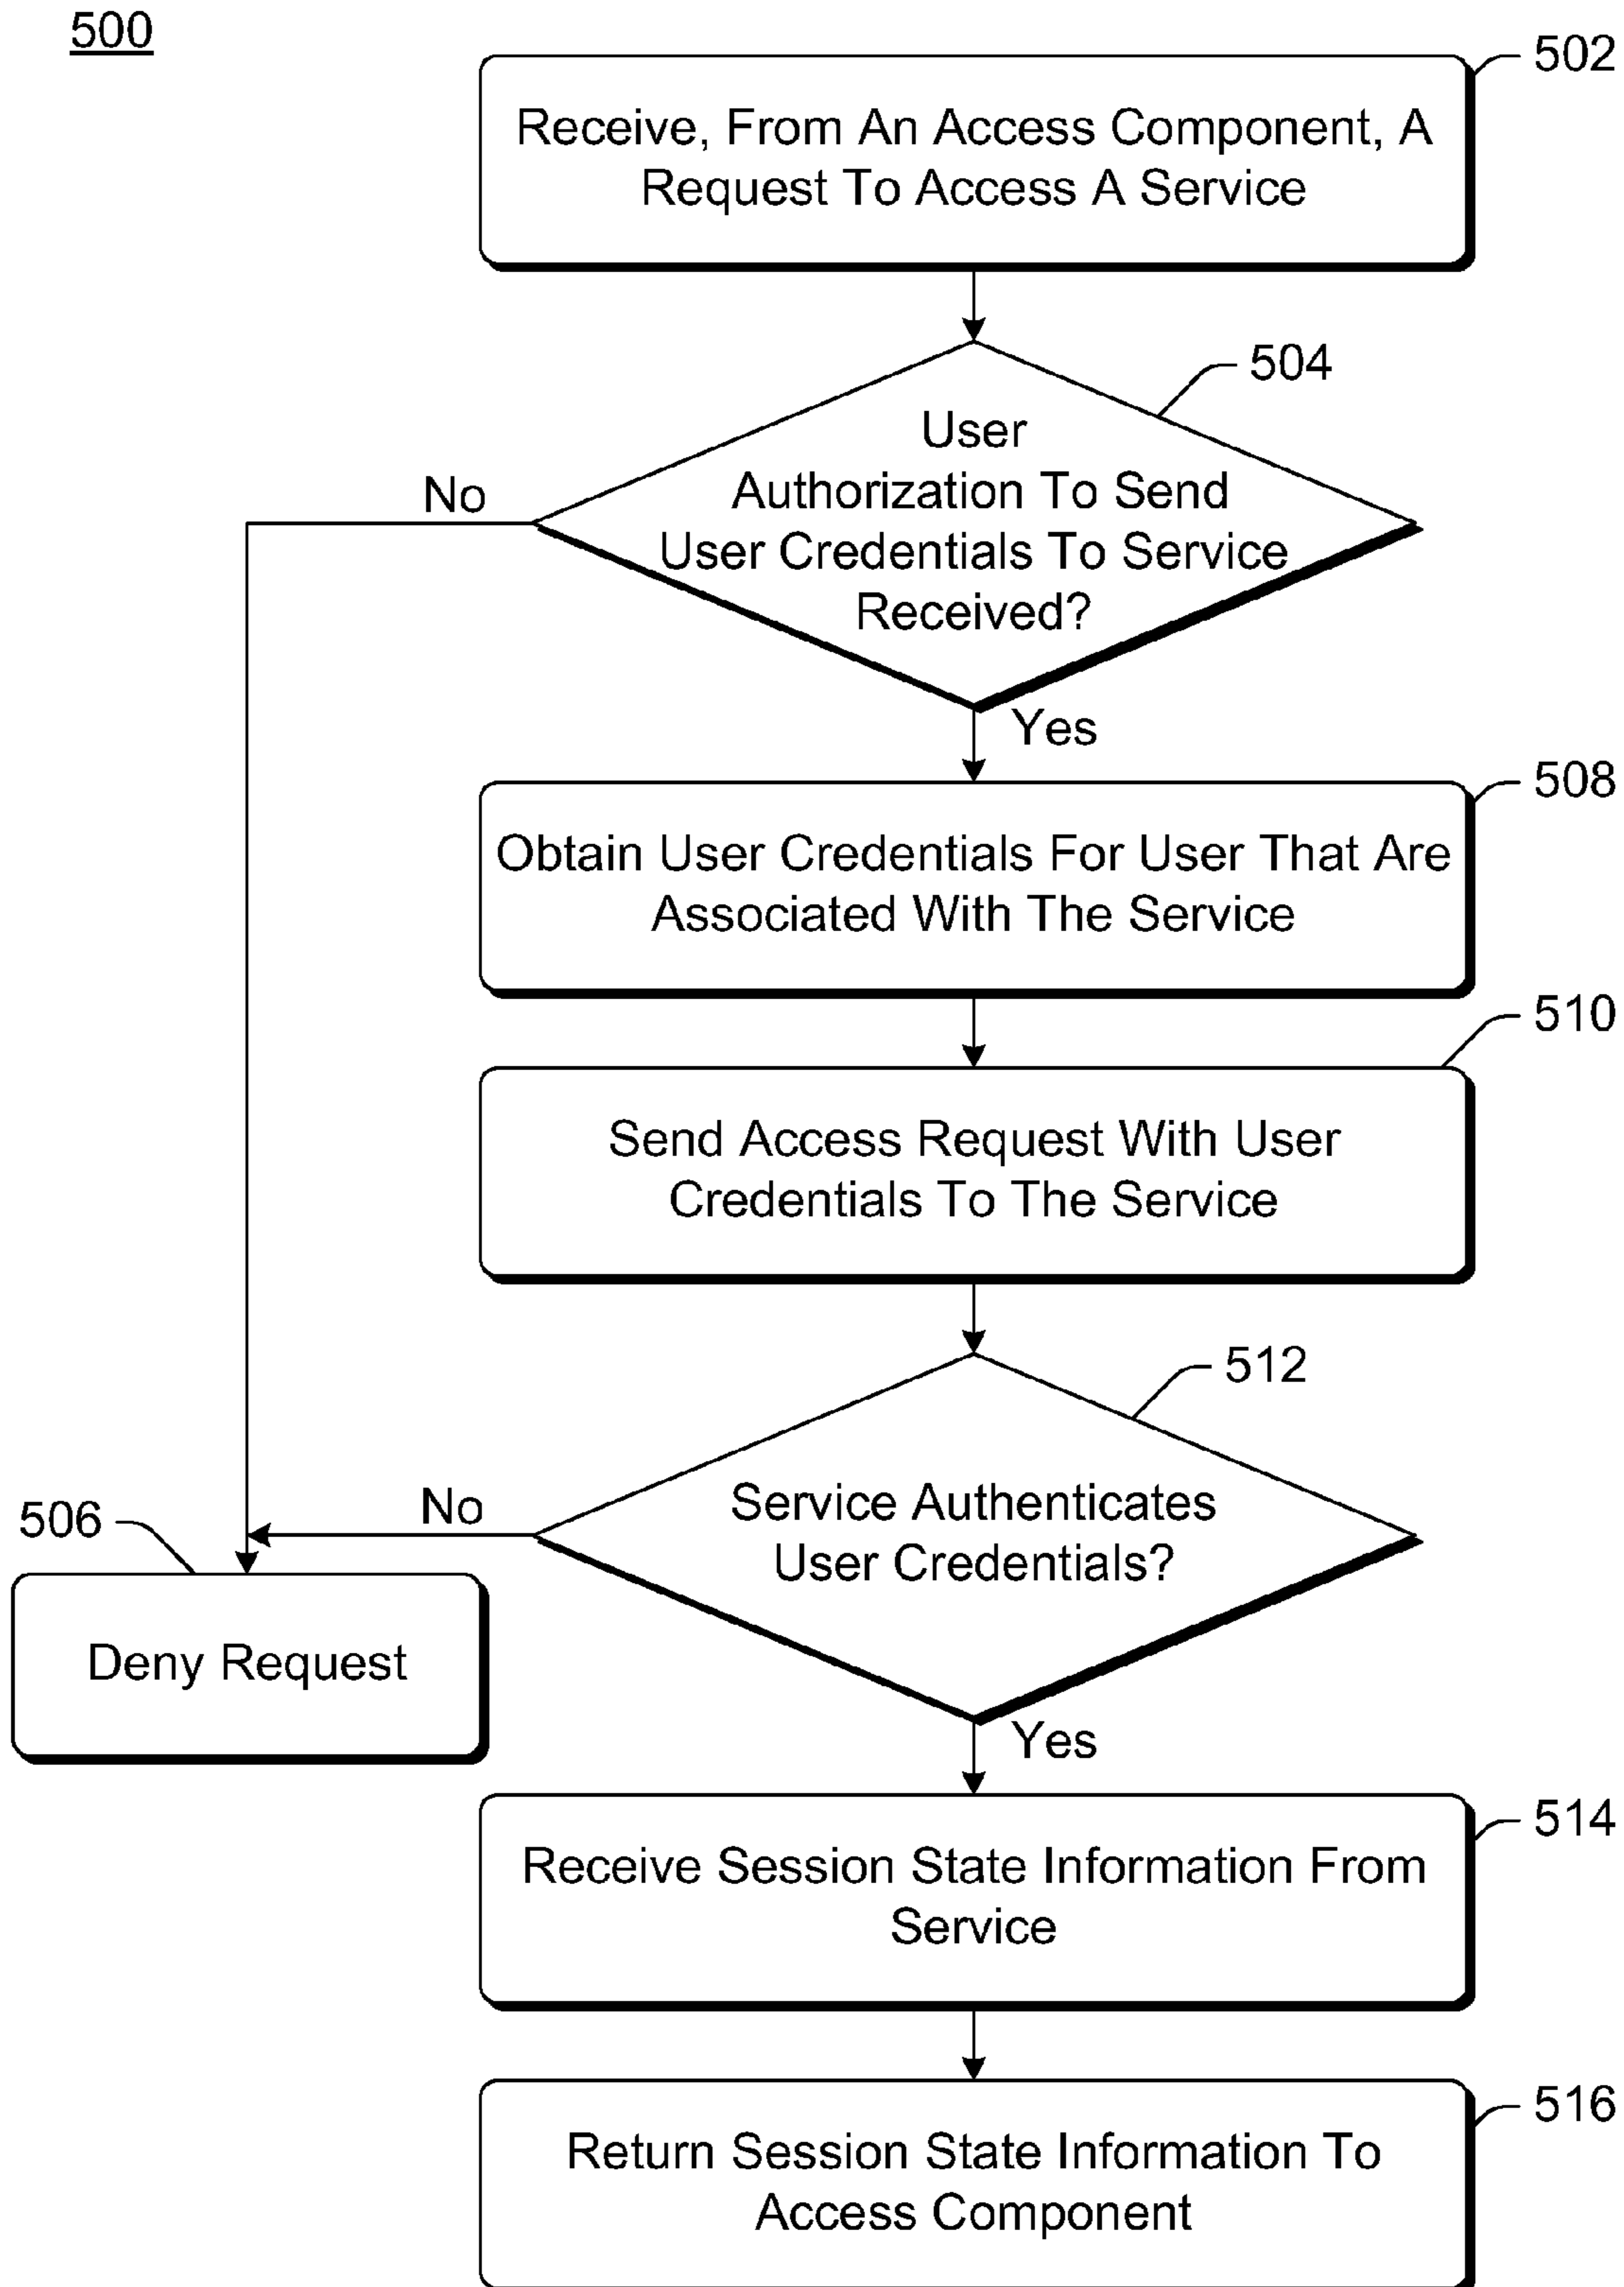 500
502
Receive, From An Access Component, A
Request To Access A Service
504
User
Authorization To Send
User Credentials To Service
Received?
No
Yes
508
Obtain User Credentials For User That Are
Associated With The Service
510
Send Access Request With User
Credentials To The Service
512
Service Authenticates
User Credentials?
No
506
Deny Request
Yes
514
Receive Session State Information From
Service
516
Return Session State Information To
Access Component